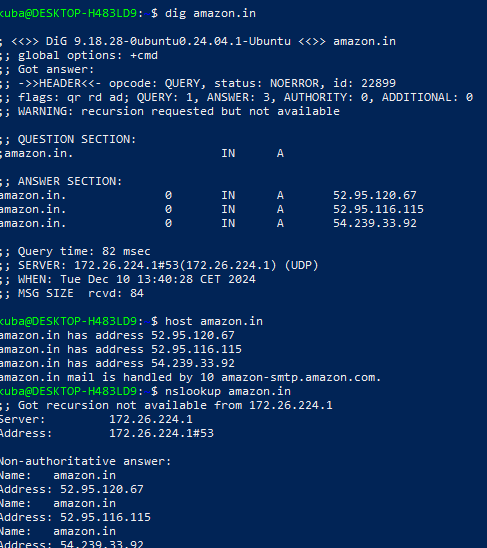 kuba@DESKTOP-H483LD9: $ dig amazon.in
; <<>> DiG 9.18.28-0ubuntu0.24.04.1-Ubuntu <<>> amazon.in
;; global options: +cmd
;; Got answer:
;; ->>HEADER<<- opcode: QUERY, status: NOERROR, id: 22899
;; flags: qr rd ad; QUERY: 1, ANSWER: 3, AUTHORITY: 0, ADDITIONAL: 0
;; WARNING: recursion requested but not available
;; QUESTION SECTION:
;amazon.in. IN A
;; ANSWER SECTION:
amazon.in. 0 IN A 52.95.120.67
amazon.in. 0 IN A 52.95.116.115
amazon.in. 0 IN A 54.239.33.92
;; Query time: 82 msec
;; SERVER: 172.26.224.1#53(172.26.224.1) (UDP)
;; WHEN: Tue Dec 10 13:40:28 CET 2024
;; MSG SIZE rcvd: 84
kuba@DESKTOP-H483LD9: $ host amazon.in
amazon.in has address 52.95.120.67
amazon.in has address 52.95.116.115
amazon.in has address 54.239.33.92
amazon.in mail is handled by 10 amazon-smtp.amazon.com.
kuba@DESKTOP-H483LD9: $ nslookup amazon.in
;; Got recursion not available from 172.26.224.1
Server: 172.26.224.1
Address: 172.26.224.1#53
Non-authoritative answer:
Name: amazon.in
Address: 52.95.120.67
Name: amazon.in
Address: 52.95.116.115
Name: amazon.in
Address: 54.239.33.92